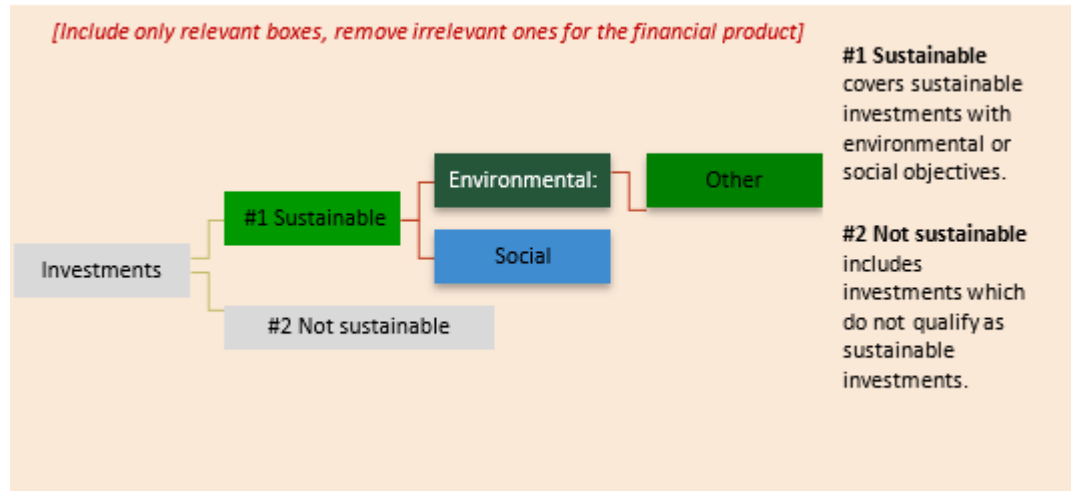 [Include only relevant boxes, remove irrelevant ones for the financial product]
#1 Sustainable
covers sustainable
investments with
environmental or
social objectives.
Environmental:
Other
#1 Sustainable
Social
Investments
#2 Not sustainable
#2 Not sustainable
includes
investments which
do not qualify as
sustainable
investments.